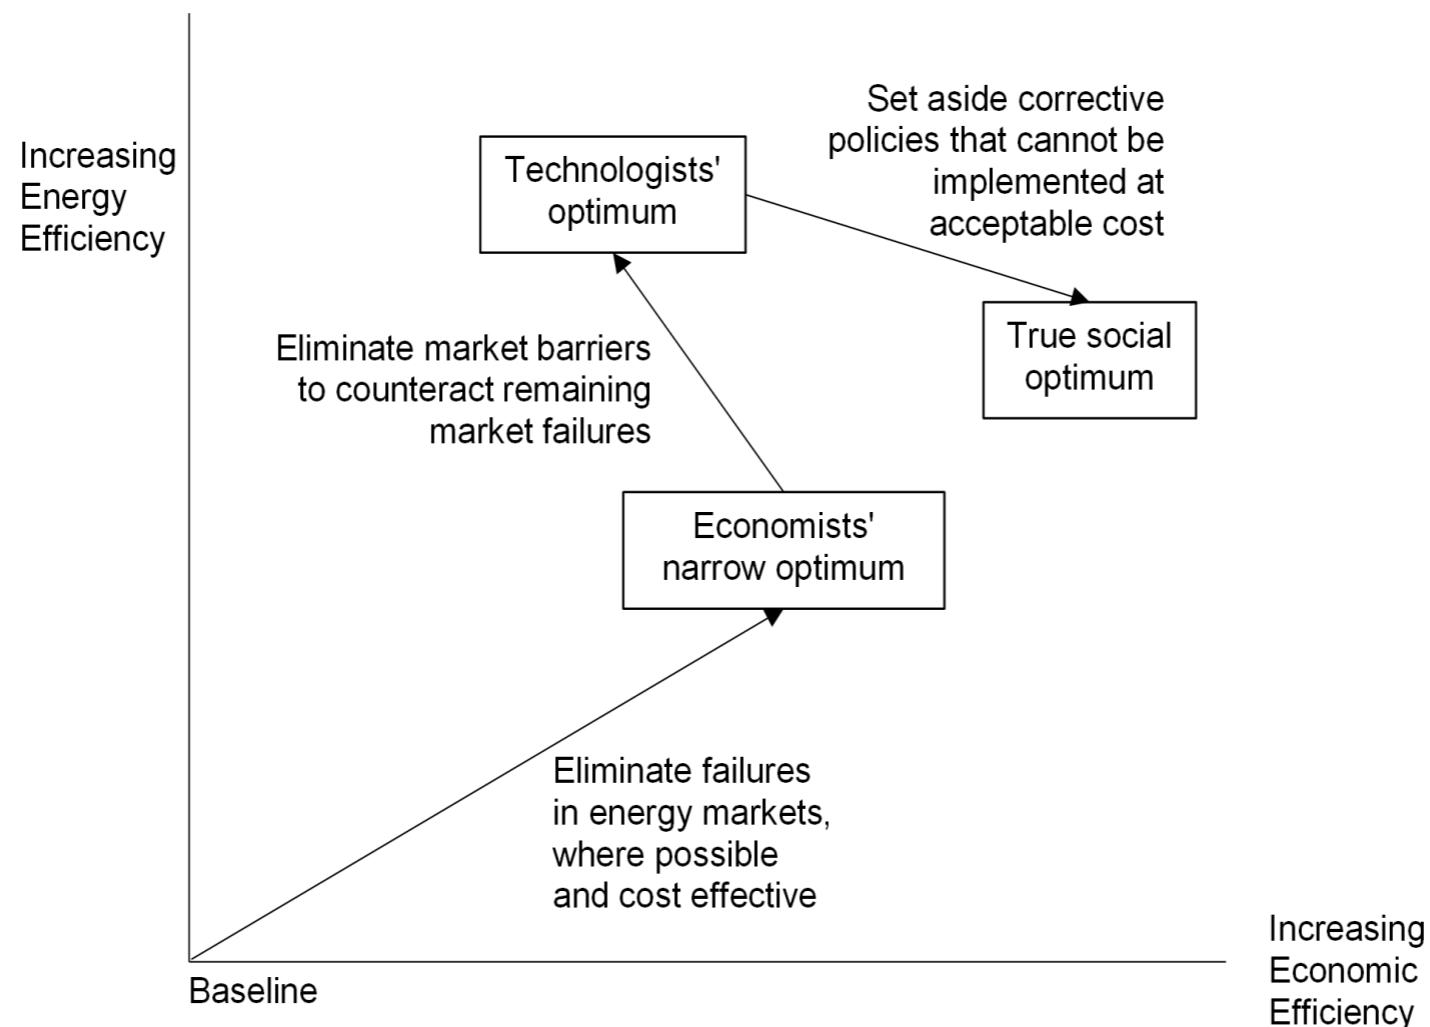 Increasing
Energy
Efficiency
Technologists'
optimum
Set aside corrective
policies that cannot be
implemented at
acceptable cost
True social
optimum
Eliminate market barriers
to counteract remaining
market failures
Economists'
narrow optimum
Eliminate failures
in energy markets,
where possible
and cost effective
Baseline
Increasing
Economic
Efficiency